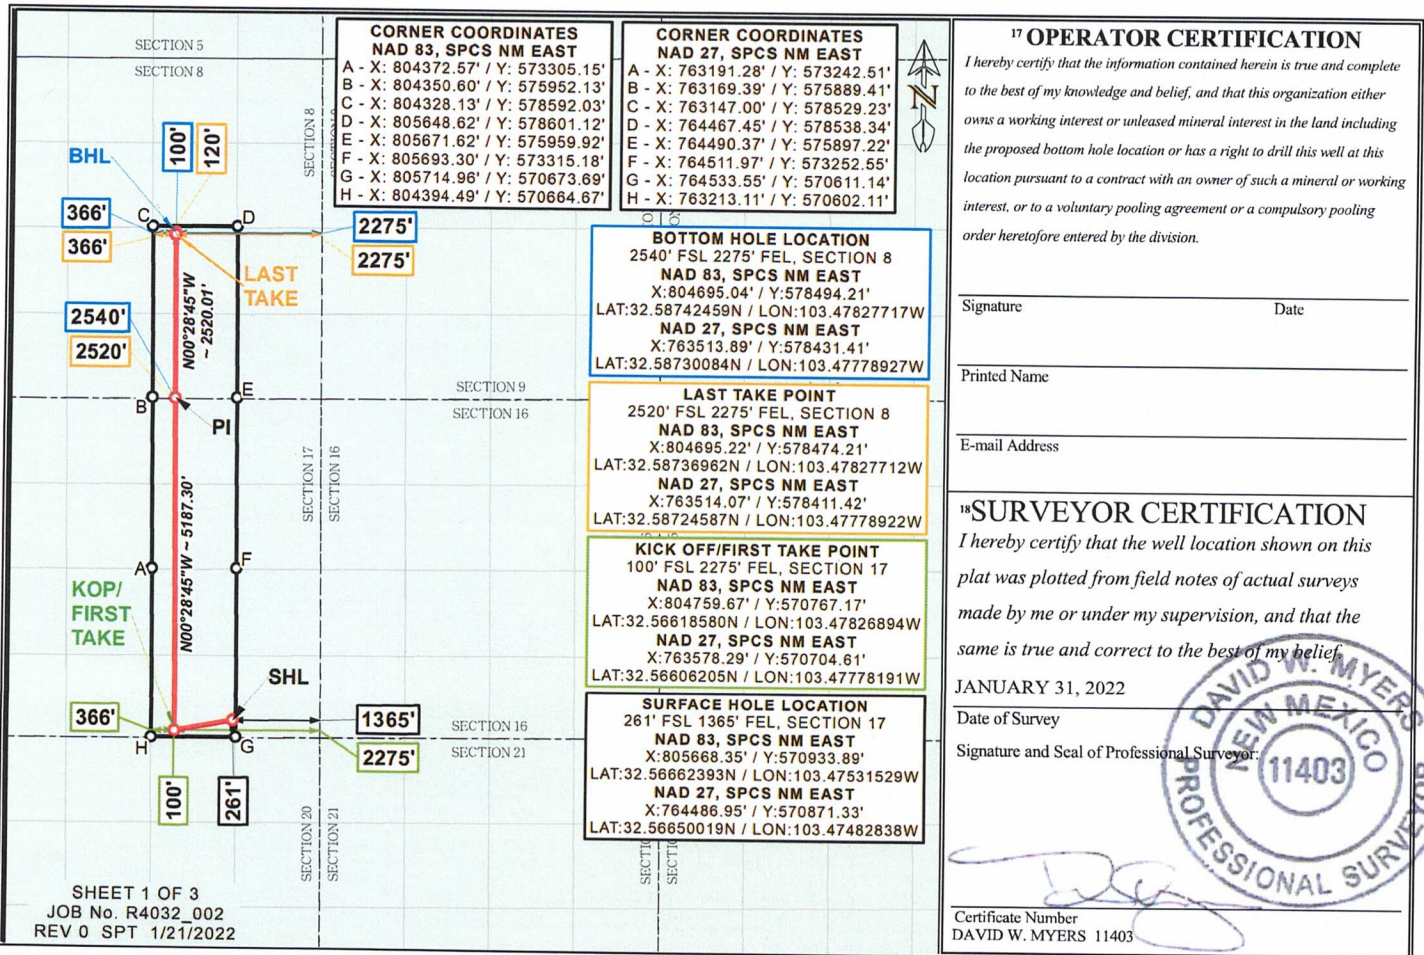 SECTION 5
SECTION 8
SECTION 8
CORNER COORDINATES
NAD 83, SPCS NM EAST
A - X: 804372.57' / Y: 573305.15'
B - X: 804350.60' / Y: 575952.13'
C - X: 804328.13' / Y: 578592.03'
D - X: 805648.62' / Y: 578601.12'
E - X: 805671.62' / Y: 575959.92'
F - X: 805693.30' / Y: 573315.18'
G - X: 805714.96' / Y: 570673.69'
H - X: 804394.49' / Y: 570664.67'
CORNER COORDINATES
NAD 27, SPCS NM EAST
A - X: 763191.28' / Y: 573242.51'
B - X: 763169.39' / Y: 575889.41'
C - X: 763147.00' / Y: 578529.23'
D - X: 764467.45' / Y: 578538.34'
E - X: 764490.37' / Y: 575897.22'
F - X: 764511.97' / Y: 573252.55'
G - X: 764533.55' / Y: 570611.14'
H - X: 763213.11' / Y: 570602.11'
N
BHL
100'
120'
366'
366'
C
D
2275'
2275'
LAST
TAKE
N00°28'45"W
~ 2520.01'
2540'
2520'
B
E
PI
SECTION 9
SECTION 16
SECTION 17
SECTION 16
N00°28'45"W ~ 5187.30'
A
F
KOP/
FIRST
TAKE
SHL
366'
H
G
1365'
2275'
SECTION 16
SECTION 21
100'
261'
SECTION 20
SECTION 21
BOTTOM HOLE LOCATION
2540' FSL 2275' FEL, SECTION 8
NAD 83, SPCS NM EAST
X:804695.04' / Y:578494.21'
LAT:32.58742459N / LON:103.47827717W
NAD 27, SPCS NM EAST
X:763513.89' / Y:578431.41'
LAT:32.58730084N / LON:103.47778927W
LAST TAKE POINT
2520' FSL 2275' FEL, SECTION 8
NAD 83, SPCS NM EAST
X:804695.22' / Y:578474.21'
LAT:32.58736962N / LON:103.47827712W
NAD 27, SPCS NM EAST
X:763514.07' / Y:578411.42'
LAT:32.58724587N / LON:103.47778922W
KICK OFF/FIRST TAKE POINT
100' FSL 2275' FEL, SECTION 17
NAD 83, SPCS NM EAST
X:804759.67' / Y:570767.17'
LAT:32.56618580N / LON:103.47826894W
NAD 27, SPCS NM EAST
X:763578.29' / Y:570704.61'
LAT:32.56606205N / LON:103.47778191W
SURFACE HOLE LOCATION
261' FSL 1365' FEL, SECTION 17
NAD 83, SPCS NM EAST
X:805668.35' / Y:570933.89'
LAT:32.56662393N / LON:103.47531529W
NAD 27, SPCS NM EAST
X:764486.95' / Y:570871.33'
LAT:32.56650019N / LON:103.47482838W
SHEET 1 OF 3
JOB No. R4032_002
REV 0 SPT 1/21/2022
17 OPERATOR CERTIFICATION
I hereby certify that the information contained herein is true and complete
to the best of my knowledge and belief, and that this organization either
owns a working interest or unleased mineral interest in the land including
the proposed bottom hole location or has a right to drill this well at this
location pursuant to a contract with an owner of such a mineral or working
interest, or to a voluntary pooling agreement or a compulsory pooling
order heretofore entered by the division.
Signature Date
Printed Name
E-mail Address
18 SURVEYOR CERTIFICATION
I hereby certify that the well location shown on this
plat was plotted from field notes of actual surveys
made by me or under my supervision, and that the
same is true and correct to the best of my belief.
JANUARY 31, 2022
Date of Survey
Signature and Seal of Professional Surveyor:
DAVID W. MYERS
NEW MEXICO
11403
PROFESSIONAL SURVEYOR
Certificate Number
DAVID W. MYERS 11403